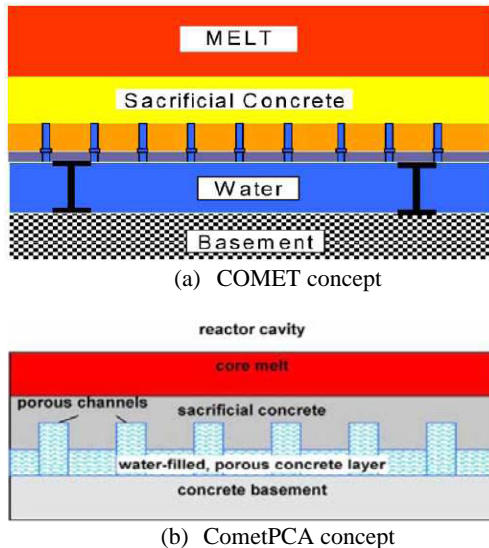 MELT
Sacrificial Concrete
Water
Basement
(a) COMET concept
reactor cavity
core melt
porous channels
sacrificial concrete
water-filled, porous concrete layer
concrete basement
(b) CometPCA concept